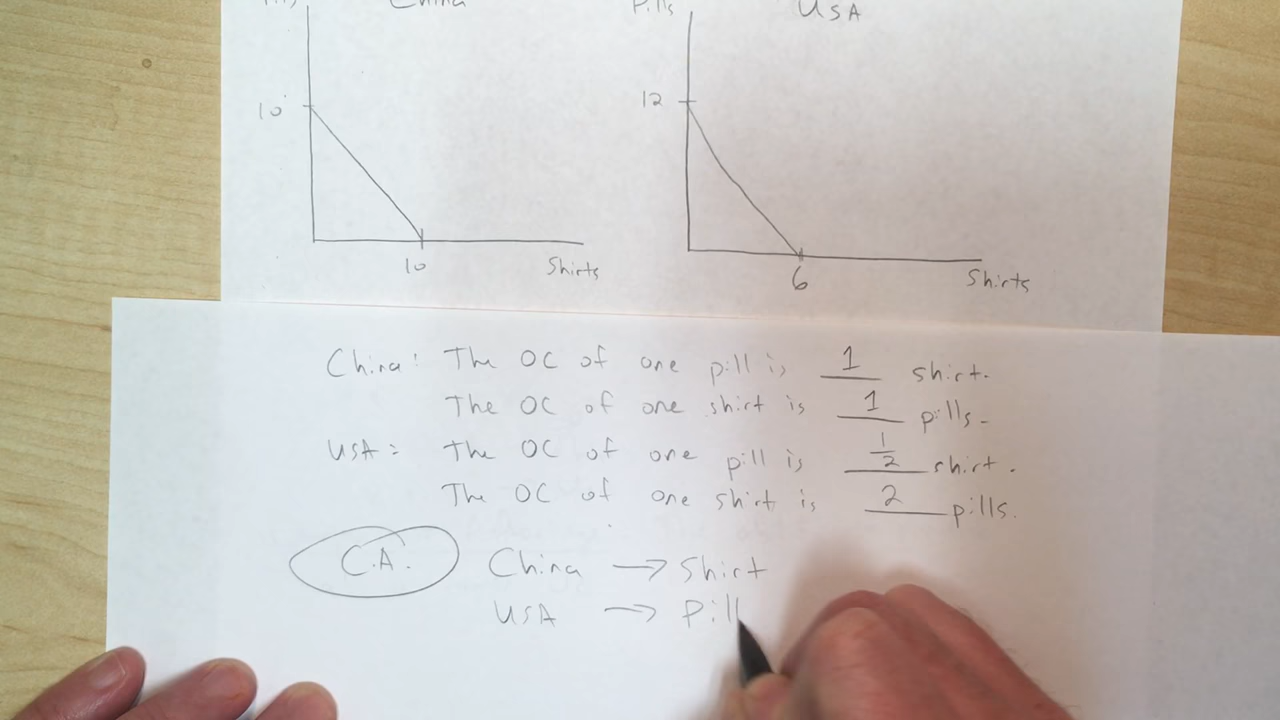 Pills China Pills USA
10 12
10 Shirts 6 Shirts
China: The OC of one pill is 1 shirt.
The OC of one shirt is 1 pills.
USA: The OC of one pill is 1/2 shirt.
The OC of one shirt is 2 pills.
C.A. China → Shirt
USA → Pill